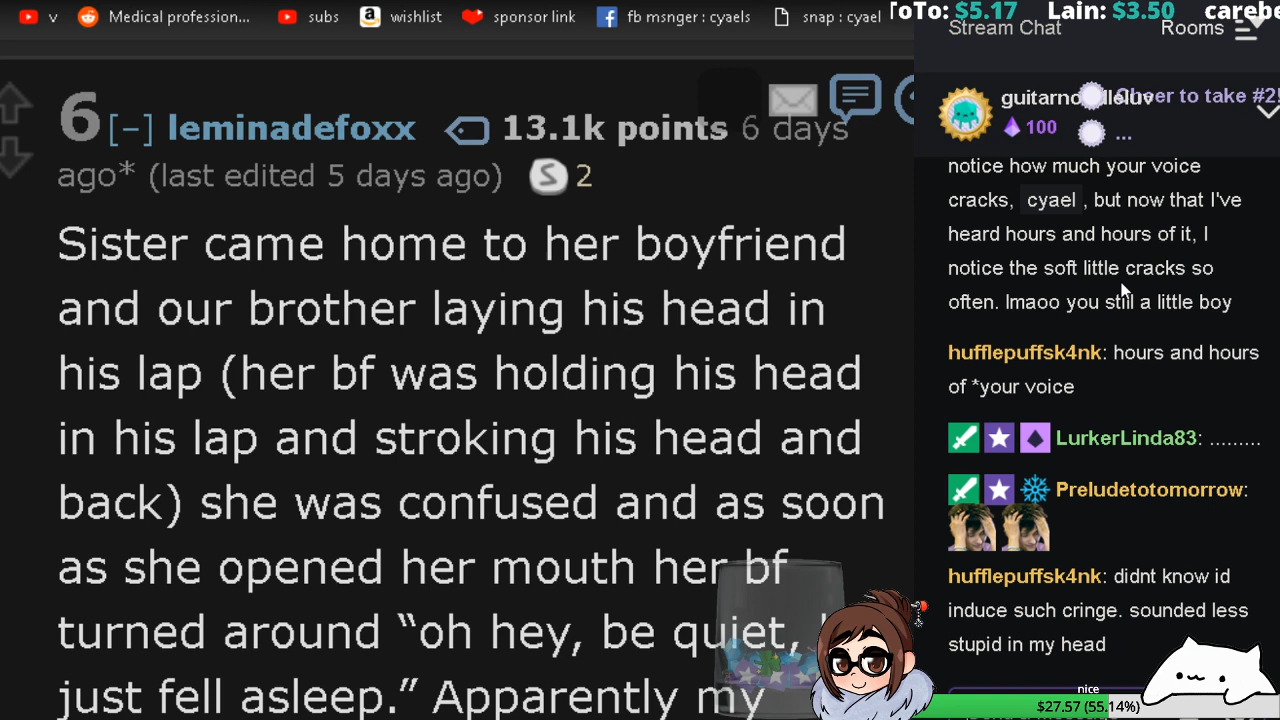 v Medical profession... subs wishlist sponsor link fb msnger : cyaels snap : cyael
ToTo: $5.17 Lain: $3.50 carebe
Stream Chat Rooms
6 [–] leminadefoxx 13.1k points 6 days
ago* (last edited 5 days ago) S 2
Sister came home to her boyfriend
and our brother laying his head in
his lap (her bf was holding his head
in his lap and stroking his head and
back) she was confused and as soon
as she opened her mouth her bf
turned around “oh hey, be quiet,
just fell asleep.” Apparently my
Cheer to take #2!
100 ...
notice how much your voice
cracks, cyael , but now that I've
heard hours and hours of it, I
notice the soft little cracks so
often. lmaoo you still a little boy
hufflepuffsk4nk: hours and hours
of *your voice
LurkerLinda83: .........
Preludetotomorrow:
hufflepuffsk4nk: didnt know id
induce such cringe. sounded less
stupid in my head
nice
$27.57 (55.14%)